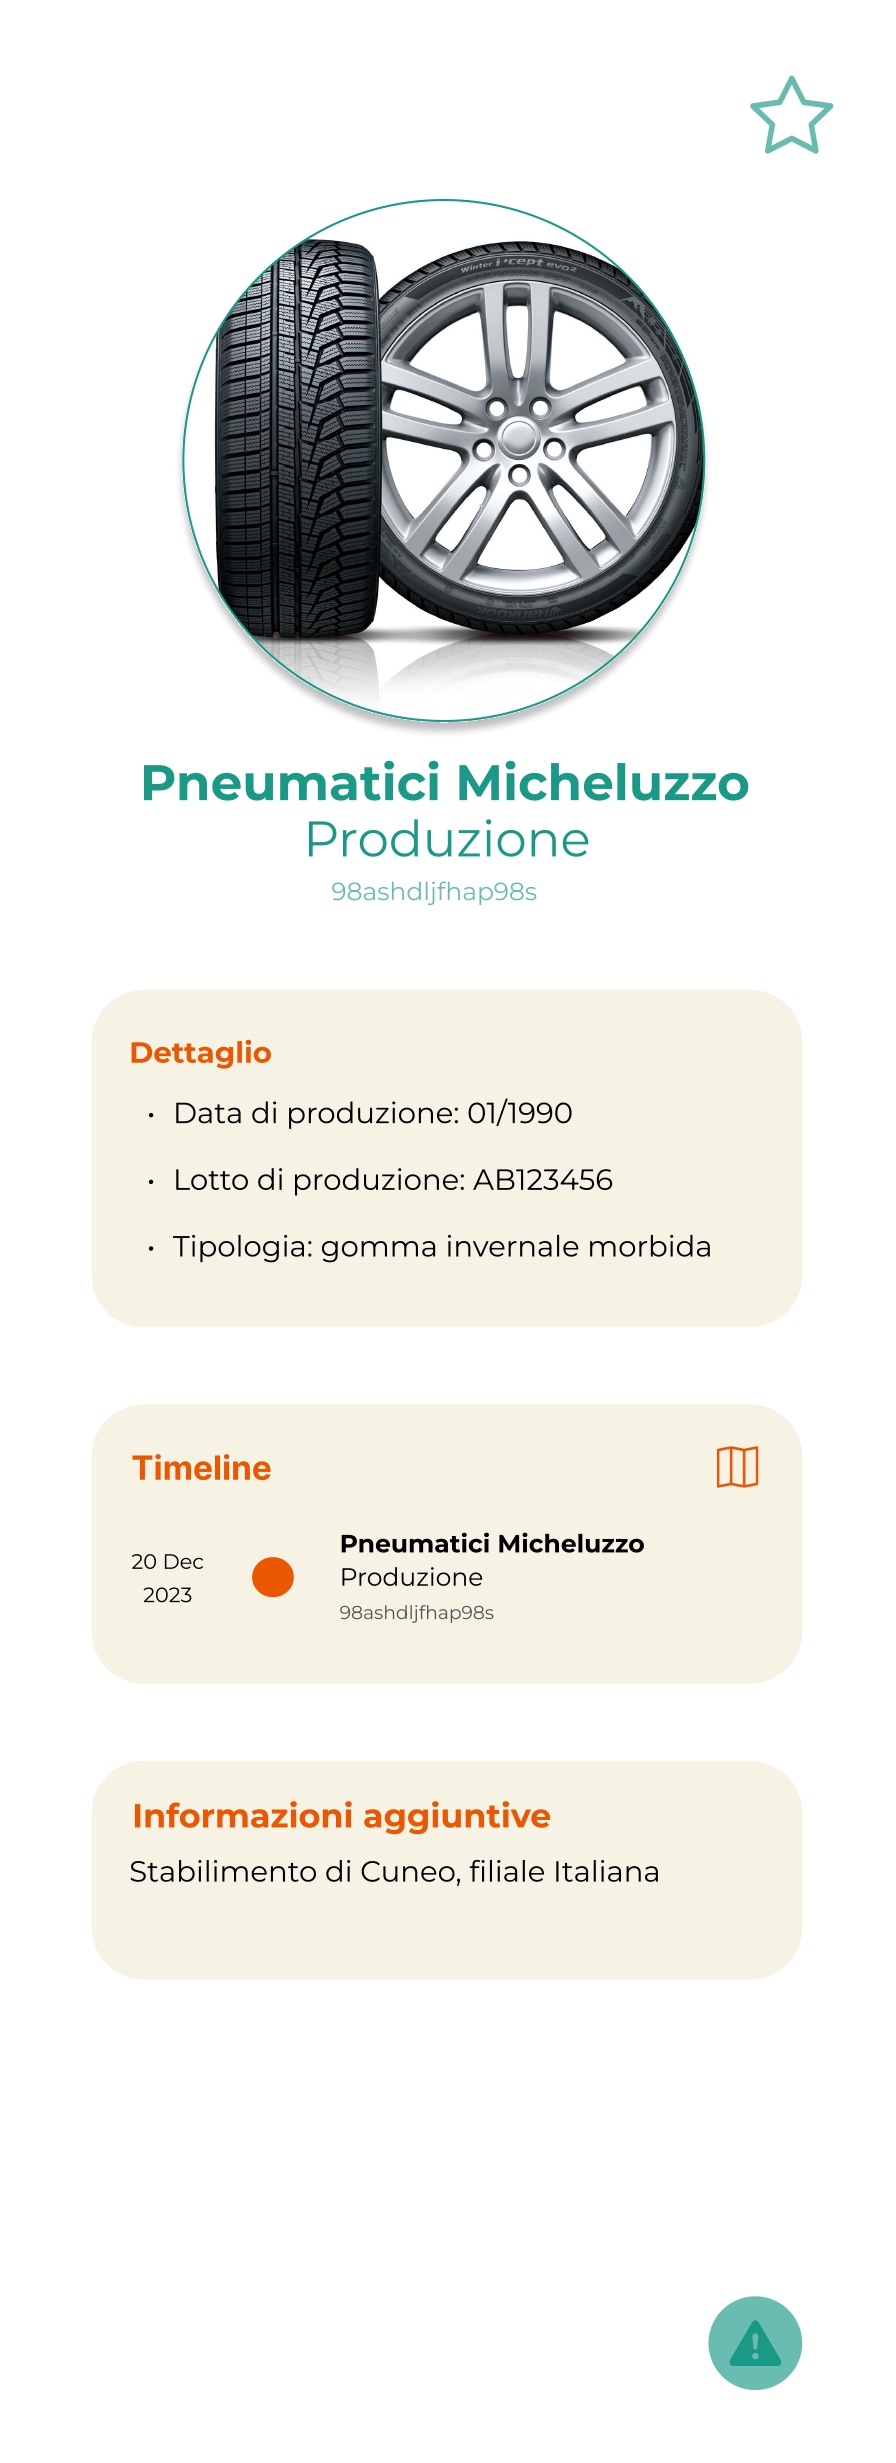 Winter i*cept evo2
Hankook
Pneumatici Micheluzzo
Produzione
98ashdljfhap98s
Dettaglio
• Data di produzione: 01/1990
• Lotto di produzione: AB123456
• Tipologia: gomma invernale morbida
Timeline
20 Dec
2023
Pneumatici Micheluzzo
Produzione
98ashdljfhap98s
Informazioni aggiuntive
Stabilimento di Cuneo, filiale Italiana